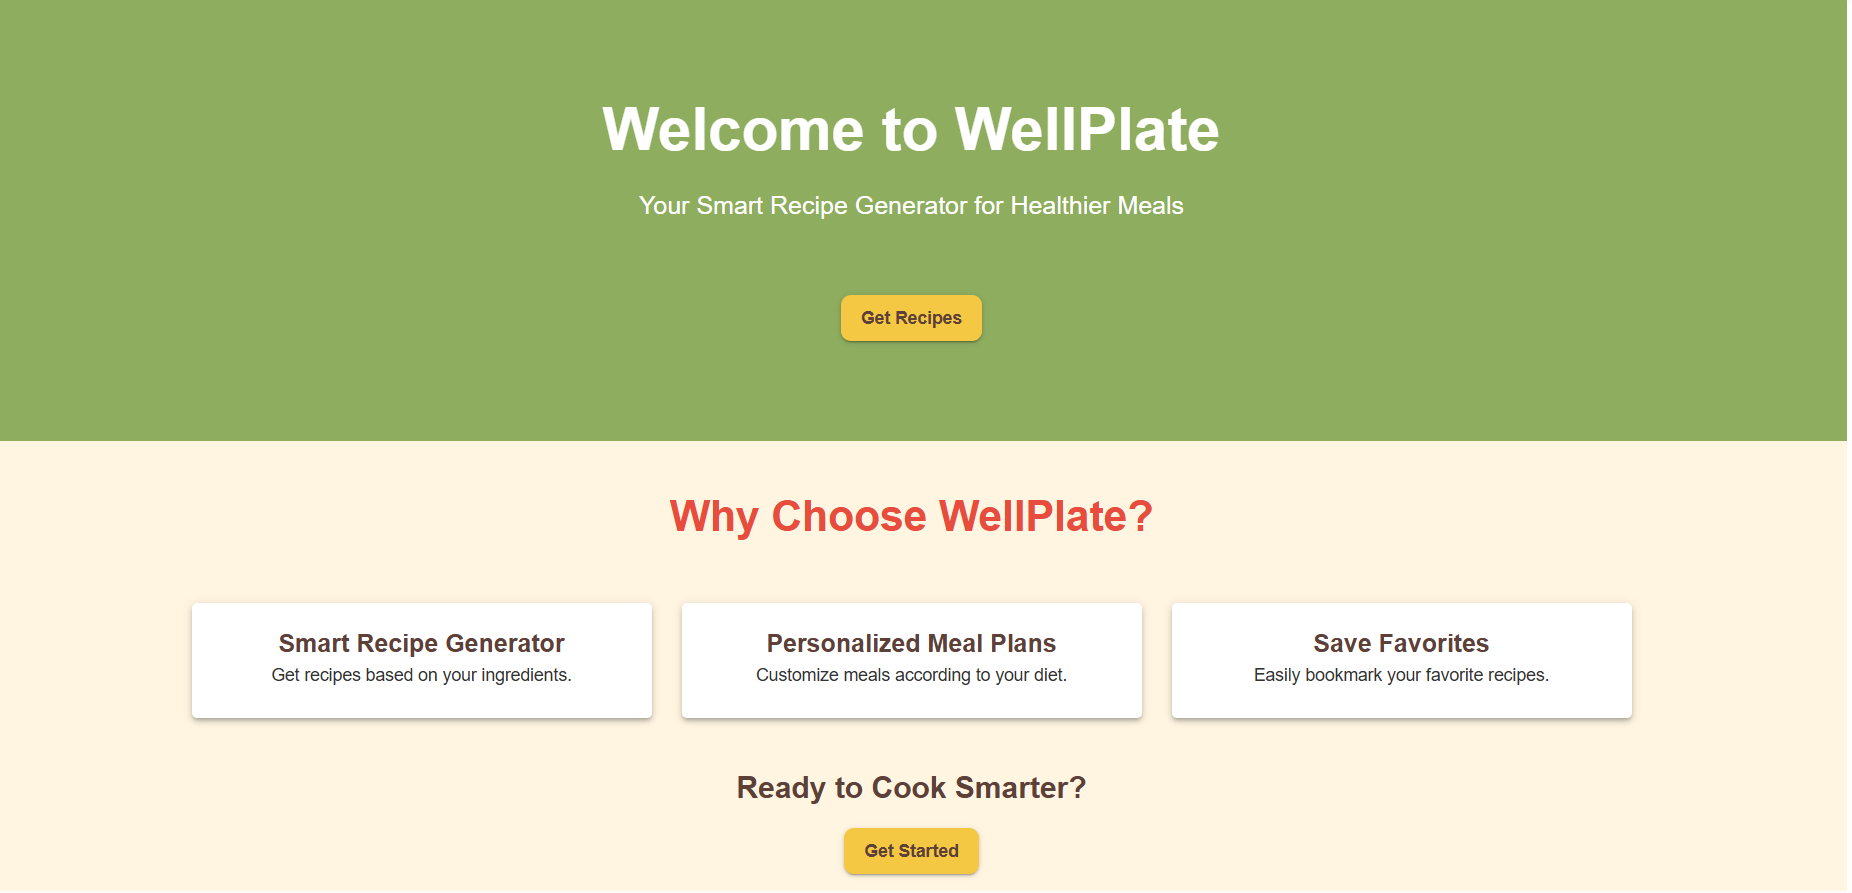 Welcome to WellPlate
Your Smart Recipe Generator for Healthier Meals
Get Recipes
Why Choose WellPlate?
Smart Recipe Generator
Get recipes based on your ingredients.
Personalized Meal Plans
Customize meals according to your diet.
Save Favorites
Easily bookmark your favorite recipes.
Ready to Cook Smarter?
Get Started